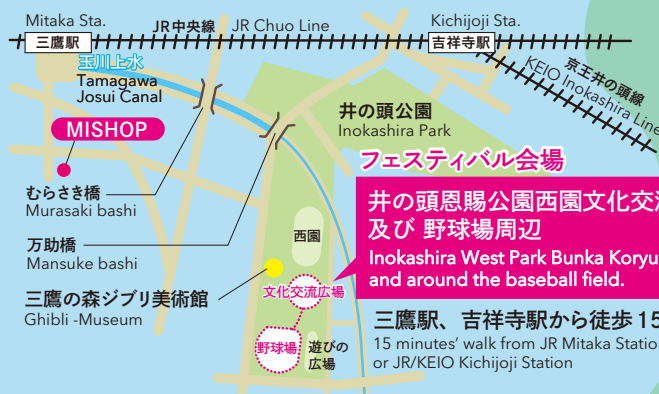 Mitaka Sta.
三鷹駅
JR中央線 JR Chuo Line
Kichijoji Sta.
吉祥寺駅
京王井の頭線
KEIO Inokashira Line
玉川上水
Tamagawa
Josui Canal
MISHOP
井の頭公園
Inokashira Park
フェスティバル会場
井の頭恩賜公園西園文化交
及び 野球場周辺
Inokashira West Park Bunka Koryu
and around the baseball field.
むらさき橋
Murasaki bashi
万助橋
Mansuke bashi
西園
三鷹の森ジブリ美術館
Ghibli -Museum
文化交流広場
野球場
遊びの
広場
三鷹駅、吉祥寺駅から徒歩15
15 minutes' walk from JR Mitaka Statio
or JR/KEIO Kichijoji Station